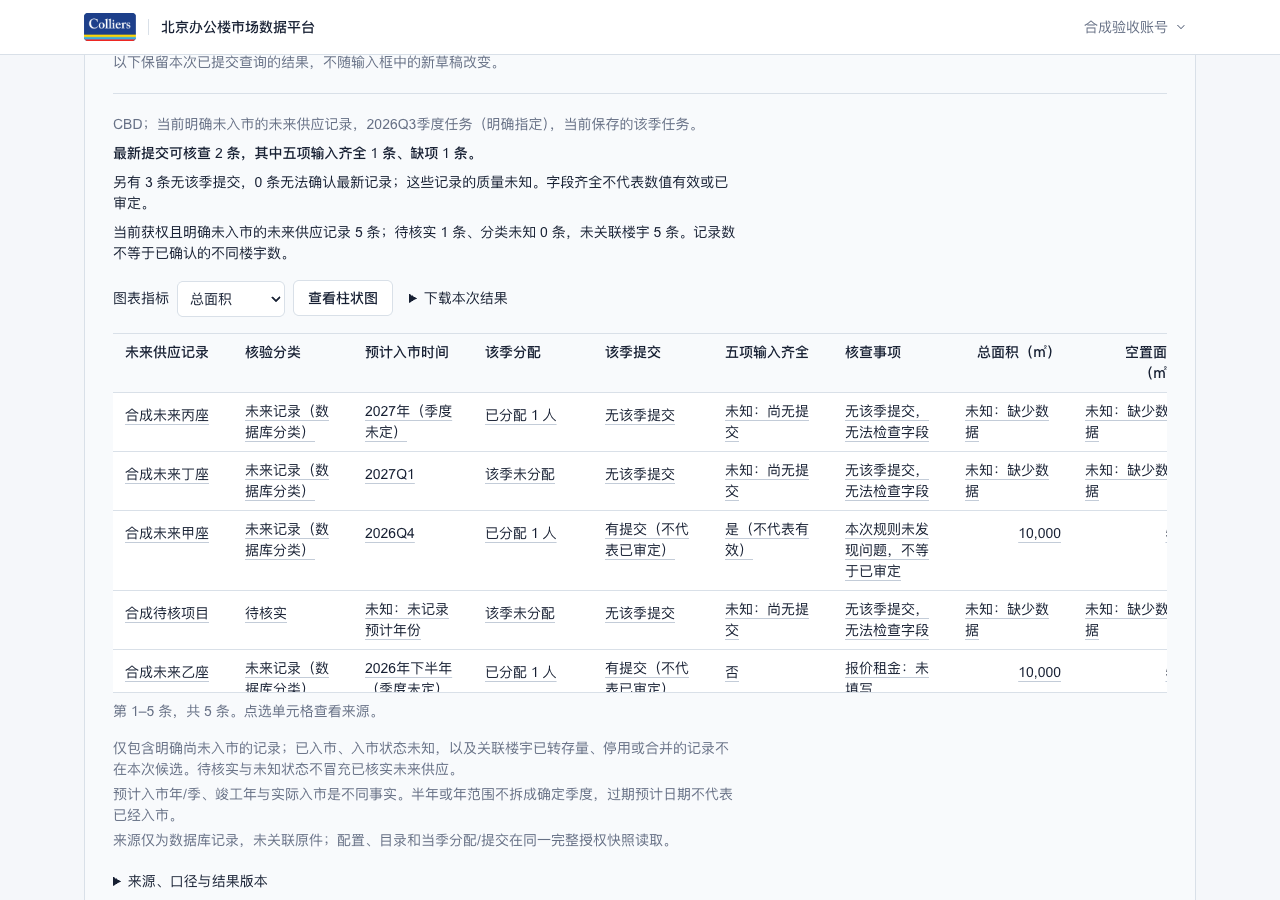 Colliers 北京办公楼市场数据平台 合成验收账号
以下保留本次已提交查询的结果，不随输入框中的新草稿改变。
CBD；当前明确未入市的未来供应记录，2026Q3季度任务（明确指定），当前保存的该季任务。
最新提交可核查 2 条，其中五项输入齐全 1 条、缺项 1 条。
另有 3 条无该季提交，0 条无法确认最新记录；这些记录的质量未知。字段齐全不代表数值有效或已
审定。
当前获权且明确未入市的未来供应记录 5 条；待核实 1 条、分类未知 0 条，未关联楼宇 5 条。记录数
不等于已确认的不同楼宇数。
图表指标 总面积 查看柱状图 ▶ 下载本次结果
未来供应记录 核验分类 预计入市时间 该季分配 该季提交 五项输入齐全 核查事项 总面积（㎡） 空置面
（㎡
合成未来丙座 未来记录（数 2027年（季度 已分配 1 人 无该季提交 未知：尚无提 无该季提交， 未知：缺少数 未知：缺少数
据库分类） 未定） 交 无法检查字段 据 据
合成未来丁座 未来记录（数 2027Q1 该季未分配 无该季提交 未知：尚无提 无该季提交， 未知：缺少数 未知：缺少数
据库分类） 交 无法检查字段 据 据
合成未来甲座 未来记录（数 2026Q4 已分配 1 人 有提交（不代 是（不代表有 本次规则未发 10,000
据库分类） 表已审定） 效） 现问题，不等
于已审定
合成待核项目 待核实 未知：未记录 该季未分配 无该季提交 未知：尚无提 无该季提交， 未知：缺少数 未知：缺少数
预计年份 交 无法检查字段 据 据
合成未来乙座 未来记录（数 2026年下半年 已分配 1 人 有提交（不代 否 报价租金：未 10,000
据库分类） （季度未定） 表已审定） 填写
第 1–5 条，共 5 条。点选单元格查看来源。
仅包含明确尚未入市的记录；已入市、入市状态未知，以及关联楼宇已转存量、停用或合并的记录不
在本次候选。待核实与未知状态不冒充已核实未来供应。
预计入市年/季、竣工年与实际入市是不同事实。半年或年范围不拆成确定季度，过期预计日期不代表
已经入市。
来源仅为数据库记录，未关联原件；配置、目录和当季分配/提交在同一完整授权快照读取。
▶ 来源、口径与结果版本